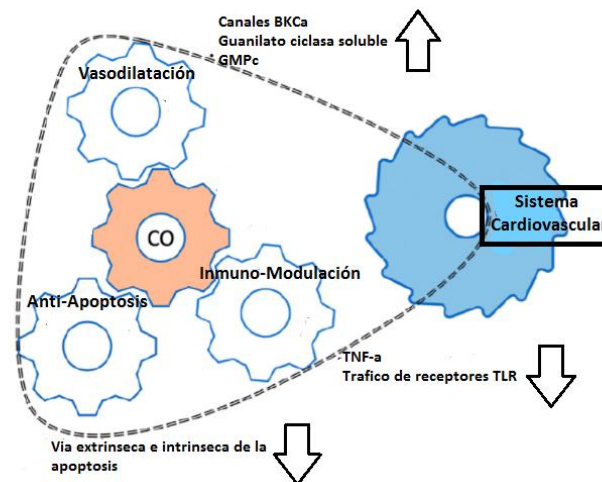 Canales BKCa
Guanilato ciclasa soluble
GMPc
Vasodilatación
CO
Sistema
Cardiovascular
Inmuno-Modulación
Anti-Apoptosis
TNF-a
Trafico de receptores TLR
Via extrinseca e intrinseca de la
apoptosis